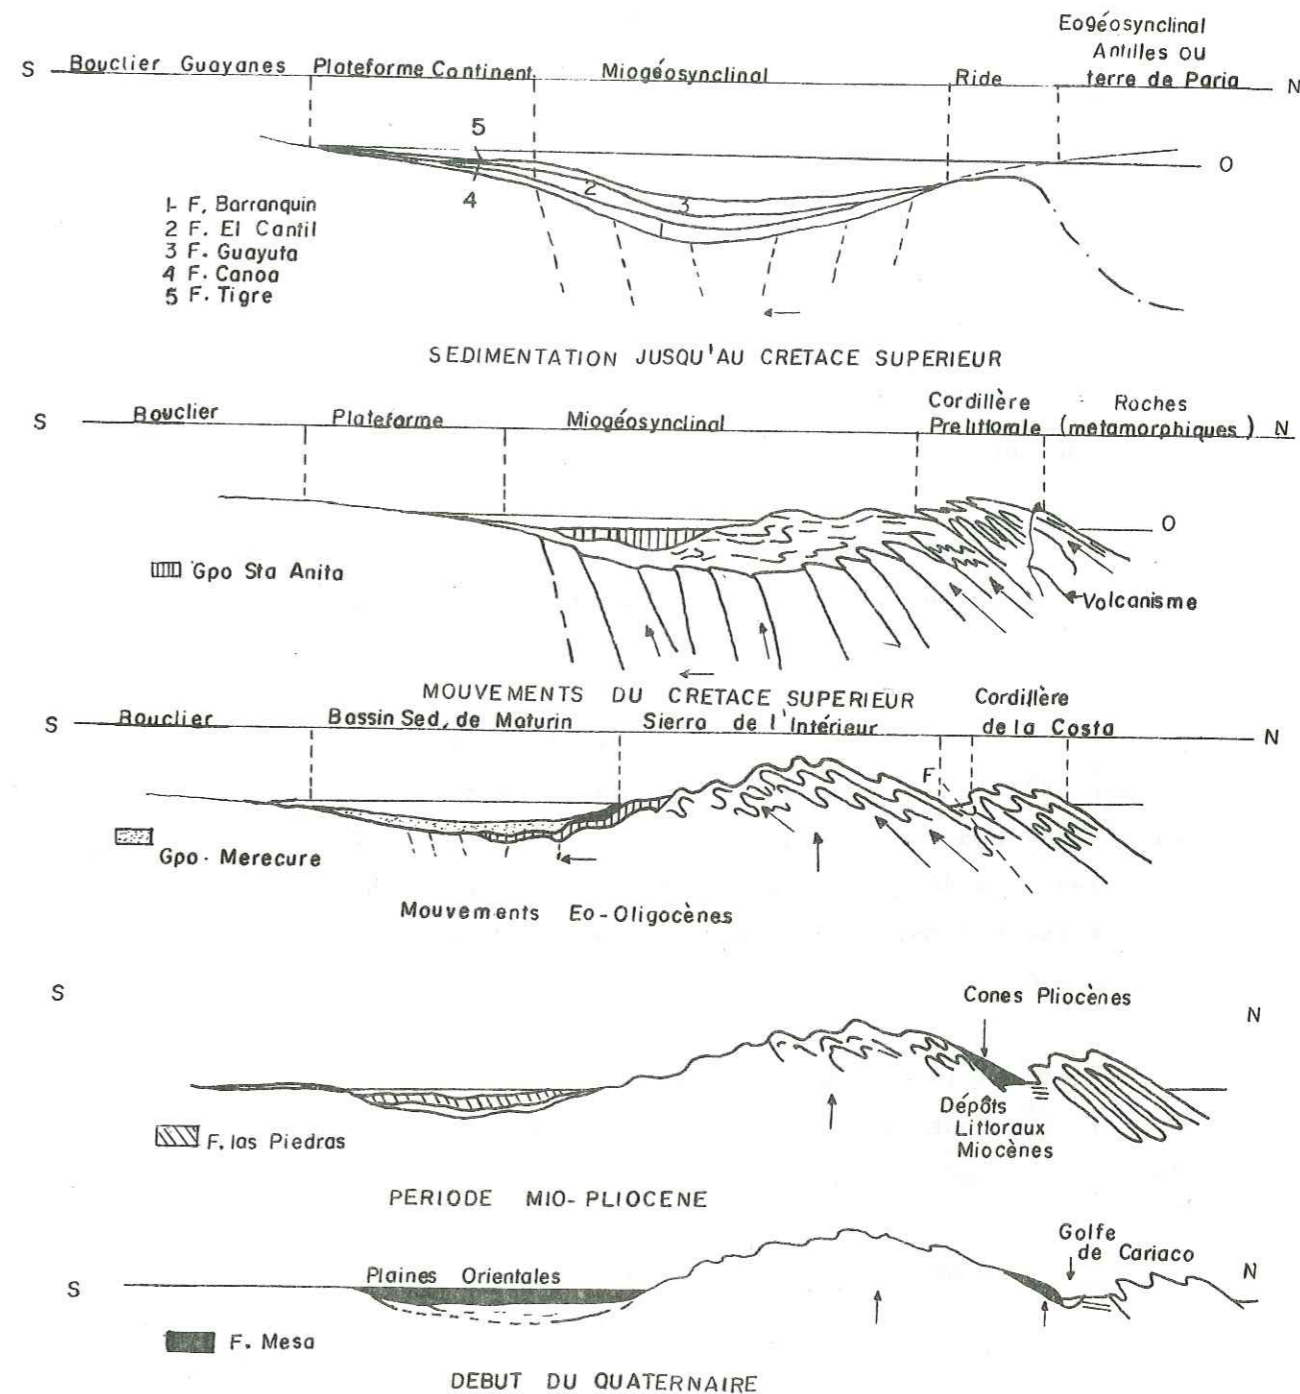 Eogéosynclinal
Antilles ou
S Bouclier Guayanes Plateforme Continent. Miogéosynclinal Ride terre de Paria N
5
O
2
3
4
1
1- F. Barranquin
2 F. El Cantil
3 F. Guayuta
4 F. Canoa
5 F. Tigre
SEDIMENTATION JUSQU'AU CRETACE SUPERIEUR
Cordillère Roches
S Bouclier Plateforme Miogéosynclinal Prelittorale (metamorphiques) N
O
Gpo Sta Anita
Volcanisme
MOUVEMENTS DU CRETACE SUPERIEUR
Cordillère
S Bouclier Bassin Sed, de Maturin Sierra de l'Intérieur de la Costa N
F
Gpo. Merecure
Mouvements Eo-Oligocènes
S
Cones Pliocènes
N
Dépôts
Littoraux
Miocènes
F. las Piedras
PERIODE MIO-PLIOCENE
Golfe
de Cariaco
S Plaines Orientales N
F. Mesa
DEBUT DU QUATERNAIRE